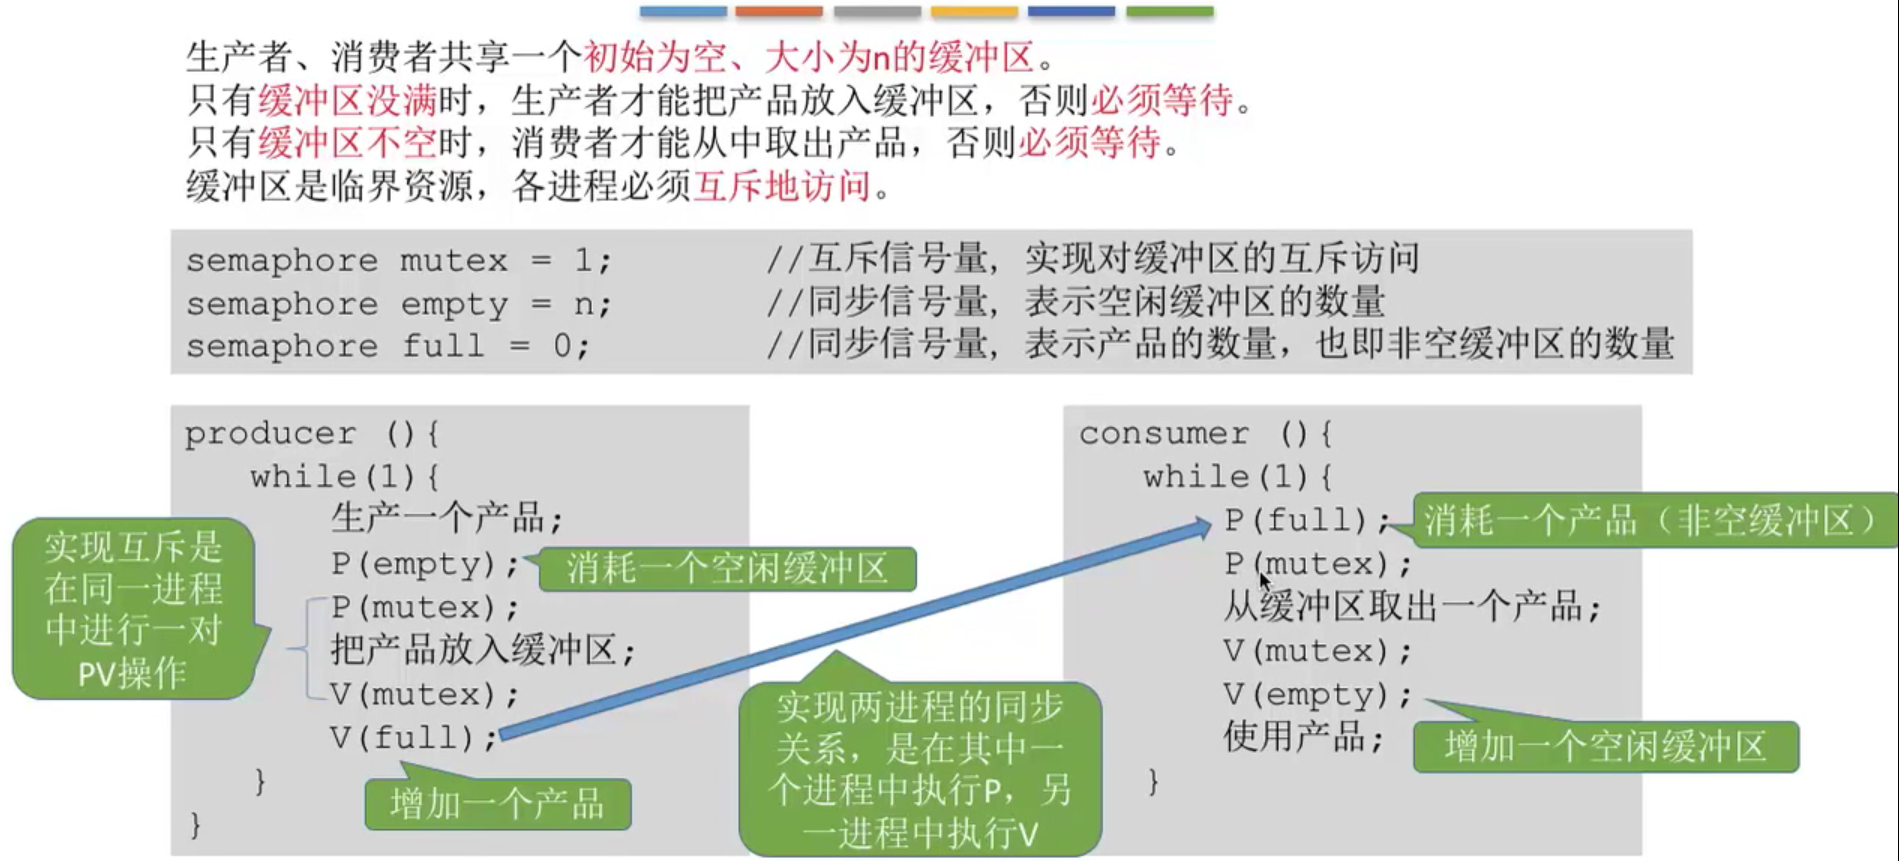 生产者、消费者共享一个初始为空、大小为n的缓冲区。
只有缓冲区没满时，生产者才能把产品放入缓冲区，否则必须等待。
只有缓冲区不空时，消费者才能从中取出产品，否则必须等待。
缓冲区是临界资源，各进程必须互斥地访问。
semaphore mutex = 1; //互斥信号量, 实现对缓冲区的互斥访问
semaphore empty = n; //同步信号量, 表示空闲缓冲区的数量
semaphore full = 0; //同步信号量, 表示产品的数量，也即非空缓冲区的数量
producer (){
while(1){
生产一个产品;
P(empty);
P(mutex);
把产品放入缓冲区;
V(mutex);
V(full);
}
}
实现互斥是
在同一进程
中进行一对
PV操作
消耗一个空闲缓冲区
增加一个产品
实现两进程的同步
关系，是在其中一
个进程中执行P，另
一进程中执行V
consumer (){
while(1){
P(full);
P(mutex);
从缓冲区取出一个产品;
V(mutex);
V(empty);
使用产品;
}
消耗一个产品（非空缓冲区）
增加一个空闲缓冲区